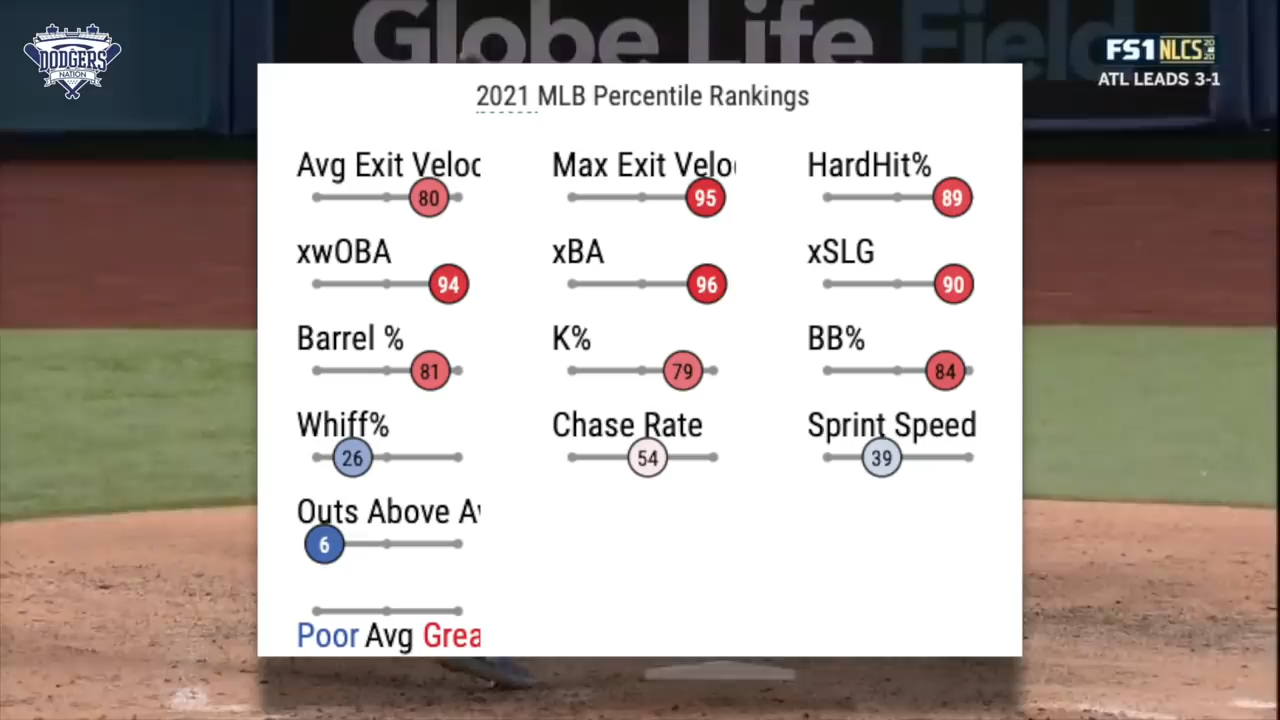 Globe Life Field
DODGERS
NATION
FS1 NLCS 2020
ATL LEADS 3-1
2021 MLB Percentile Rankings
Avg Exit Veloc
Max Exit Velo
HardHit%
80
95
89
xwOBA
xBA
xSLG
94
96
90
Barrel %
K%
BB%
81
79
84
Whiff%
Chase Rate
Sprint Speed
26
54
39
Outs Above Av
6
Poor Avg Grea